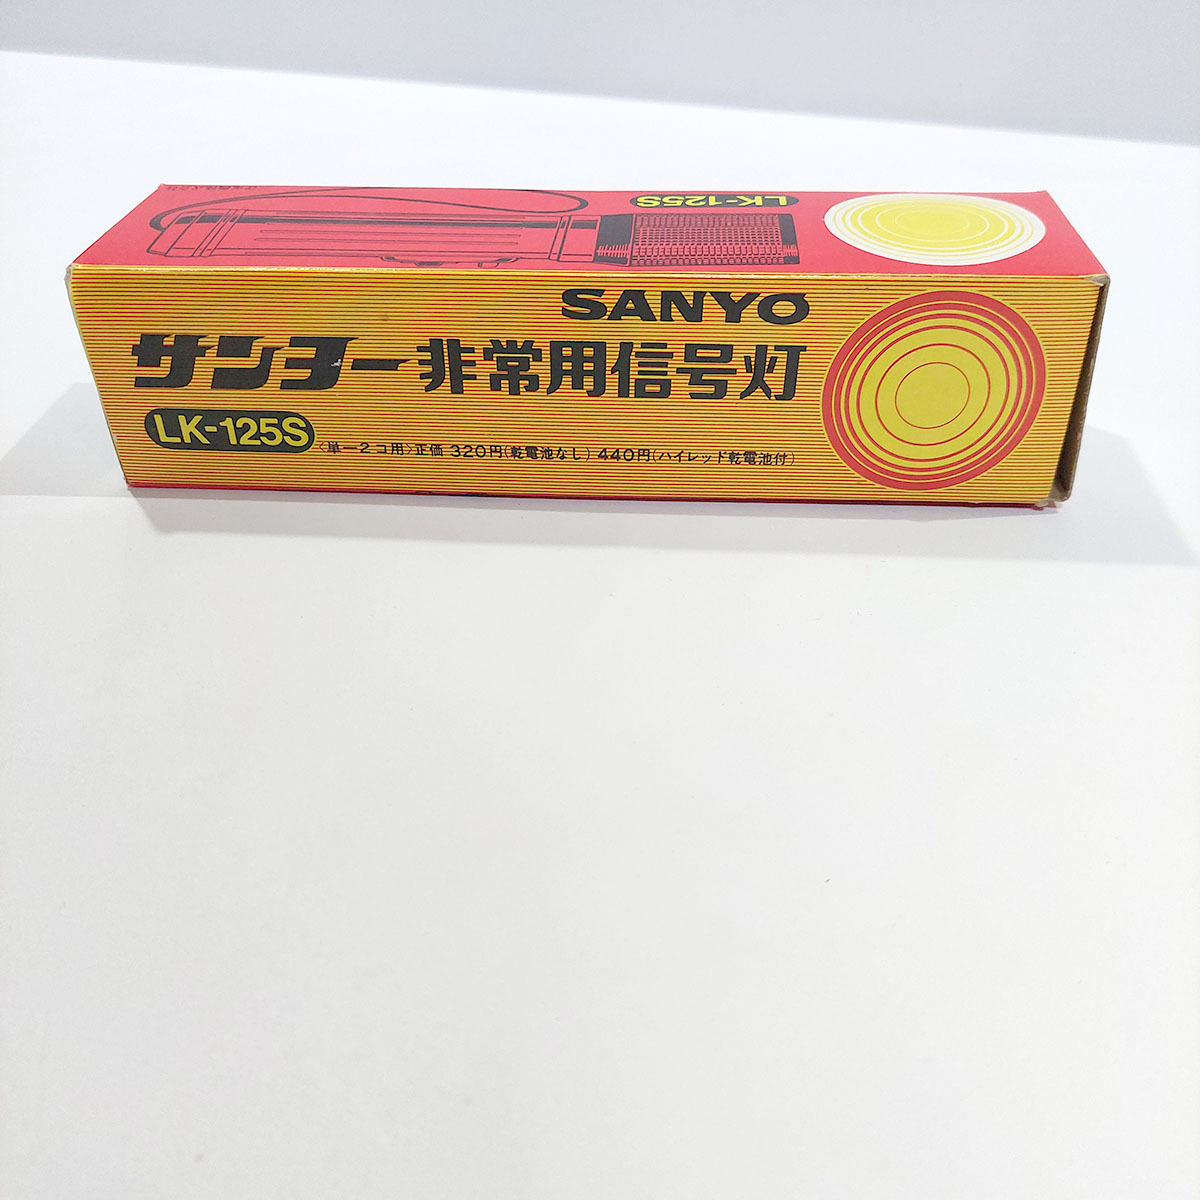 LK-125S
SANYO
サンヨー非常用信号灯
LK-125S
〈単一2コ用〉正価 320円(乾電池なし) 440円(ハイレッド乾電池付)